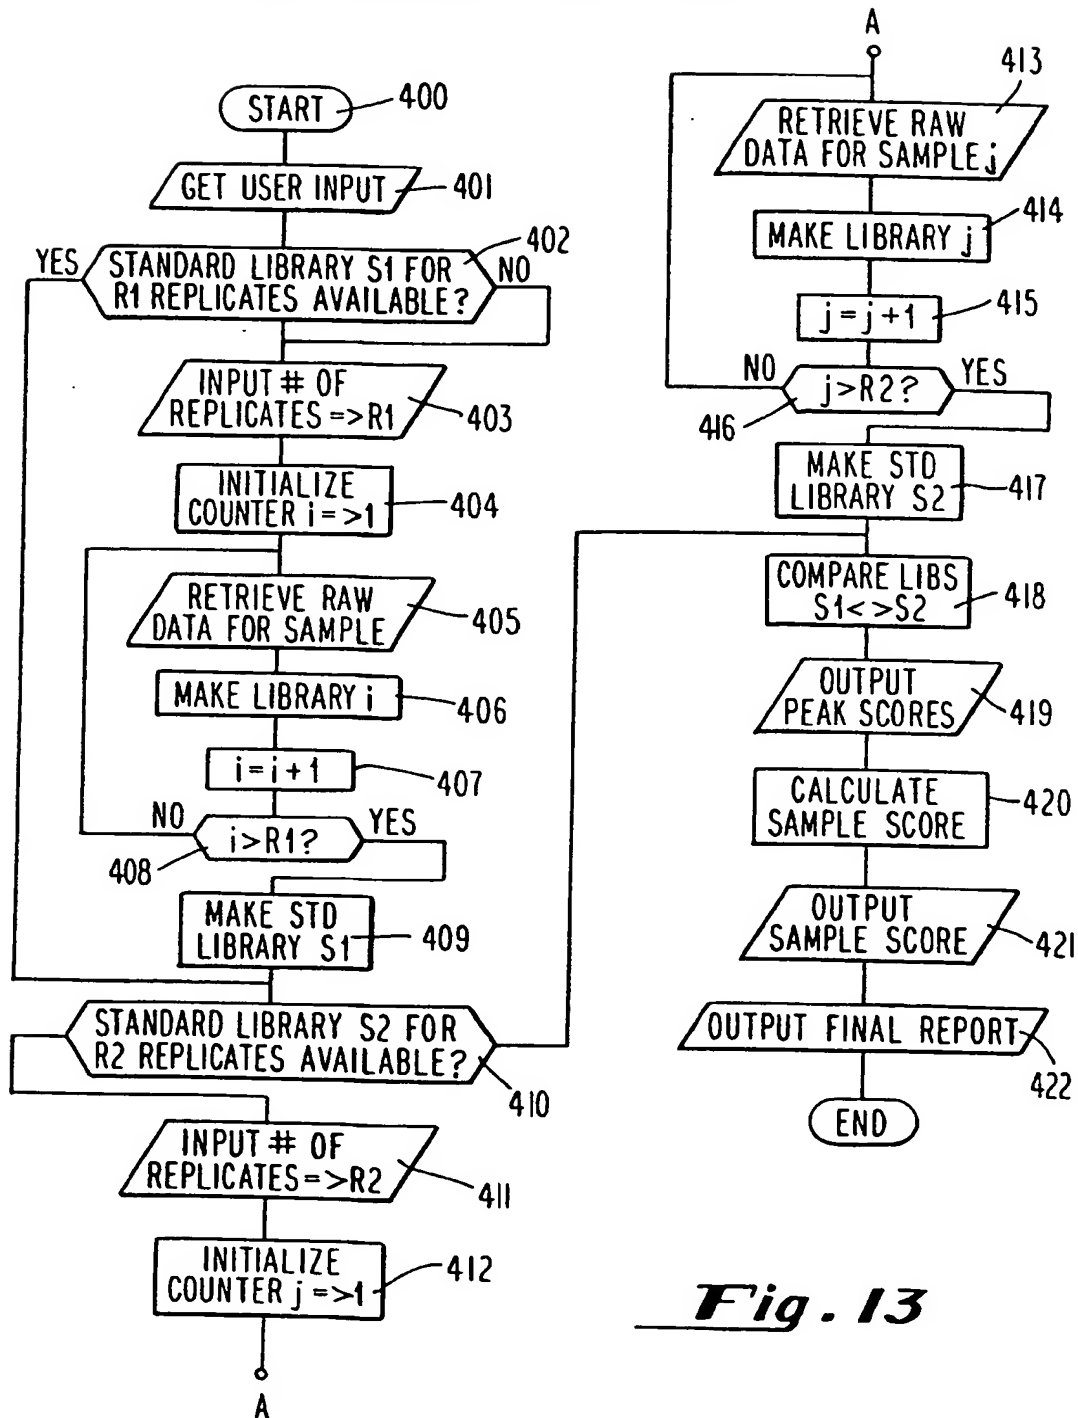 START
400
GET USER INPUT
401
402
YES
STANDARD LIBRARY S1 FOR
R1 REPLICATES AVAILABLE?
NO
INPUT # OF
REPLICATES =>R1
403
INITIALIZE
COUNTER i =>1
404
RETRIEVE RAW
DATA FOR SAMPLE
405
MAKE LIBRARY i
406
i=i+1
407
NO
i>R1?
YES
408
MAKE STD
LIBRARY S1
409
STANDARD LIBRARY S2 FOR
R2 REPLICATES AVAILABLE?
410
INPUT # OF
REPLICATES=>R2
411
INITIALIZE
COUNTER j =>1
412
A
A
413
RETRIEVE RAW
DATA FOR SAMPLE j
MAKE LIBRARY j
414
j=j+1
415
NO
j>R2?
YES
416
MAKE STD
LIBRARY S2
417
COMPARE LIBS
S1<>S2
418
OUTPUT
PEAK SCORES
419
CALCULATE
SAMPLE SCORE
420
OUTPUT
SAMPLE SCORE
421
OUTPUT FINAL REPORT
422
END
Fig. 13